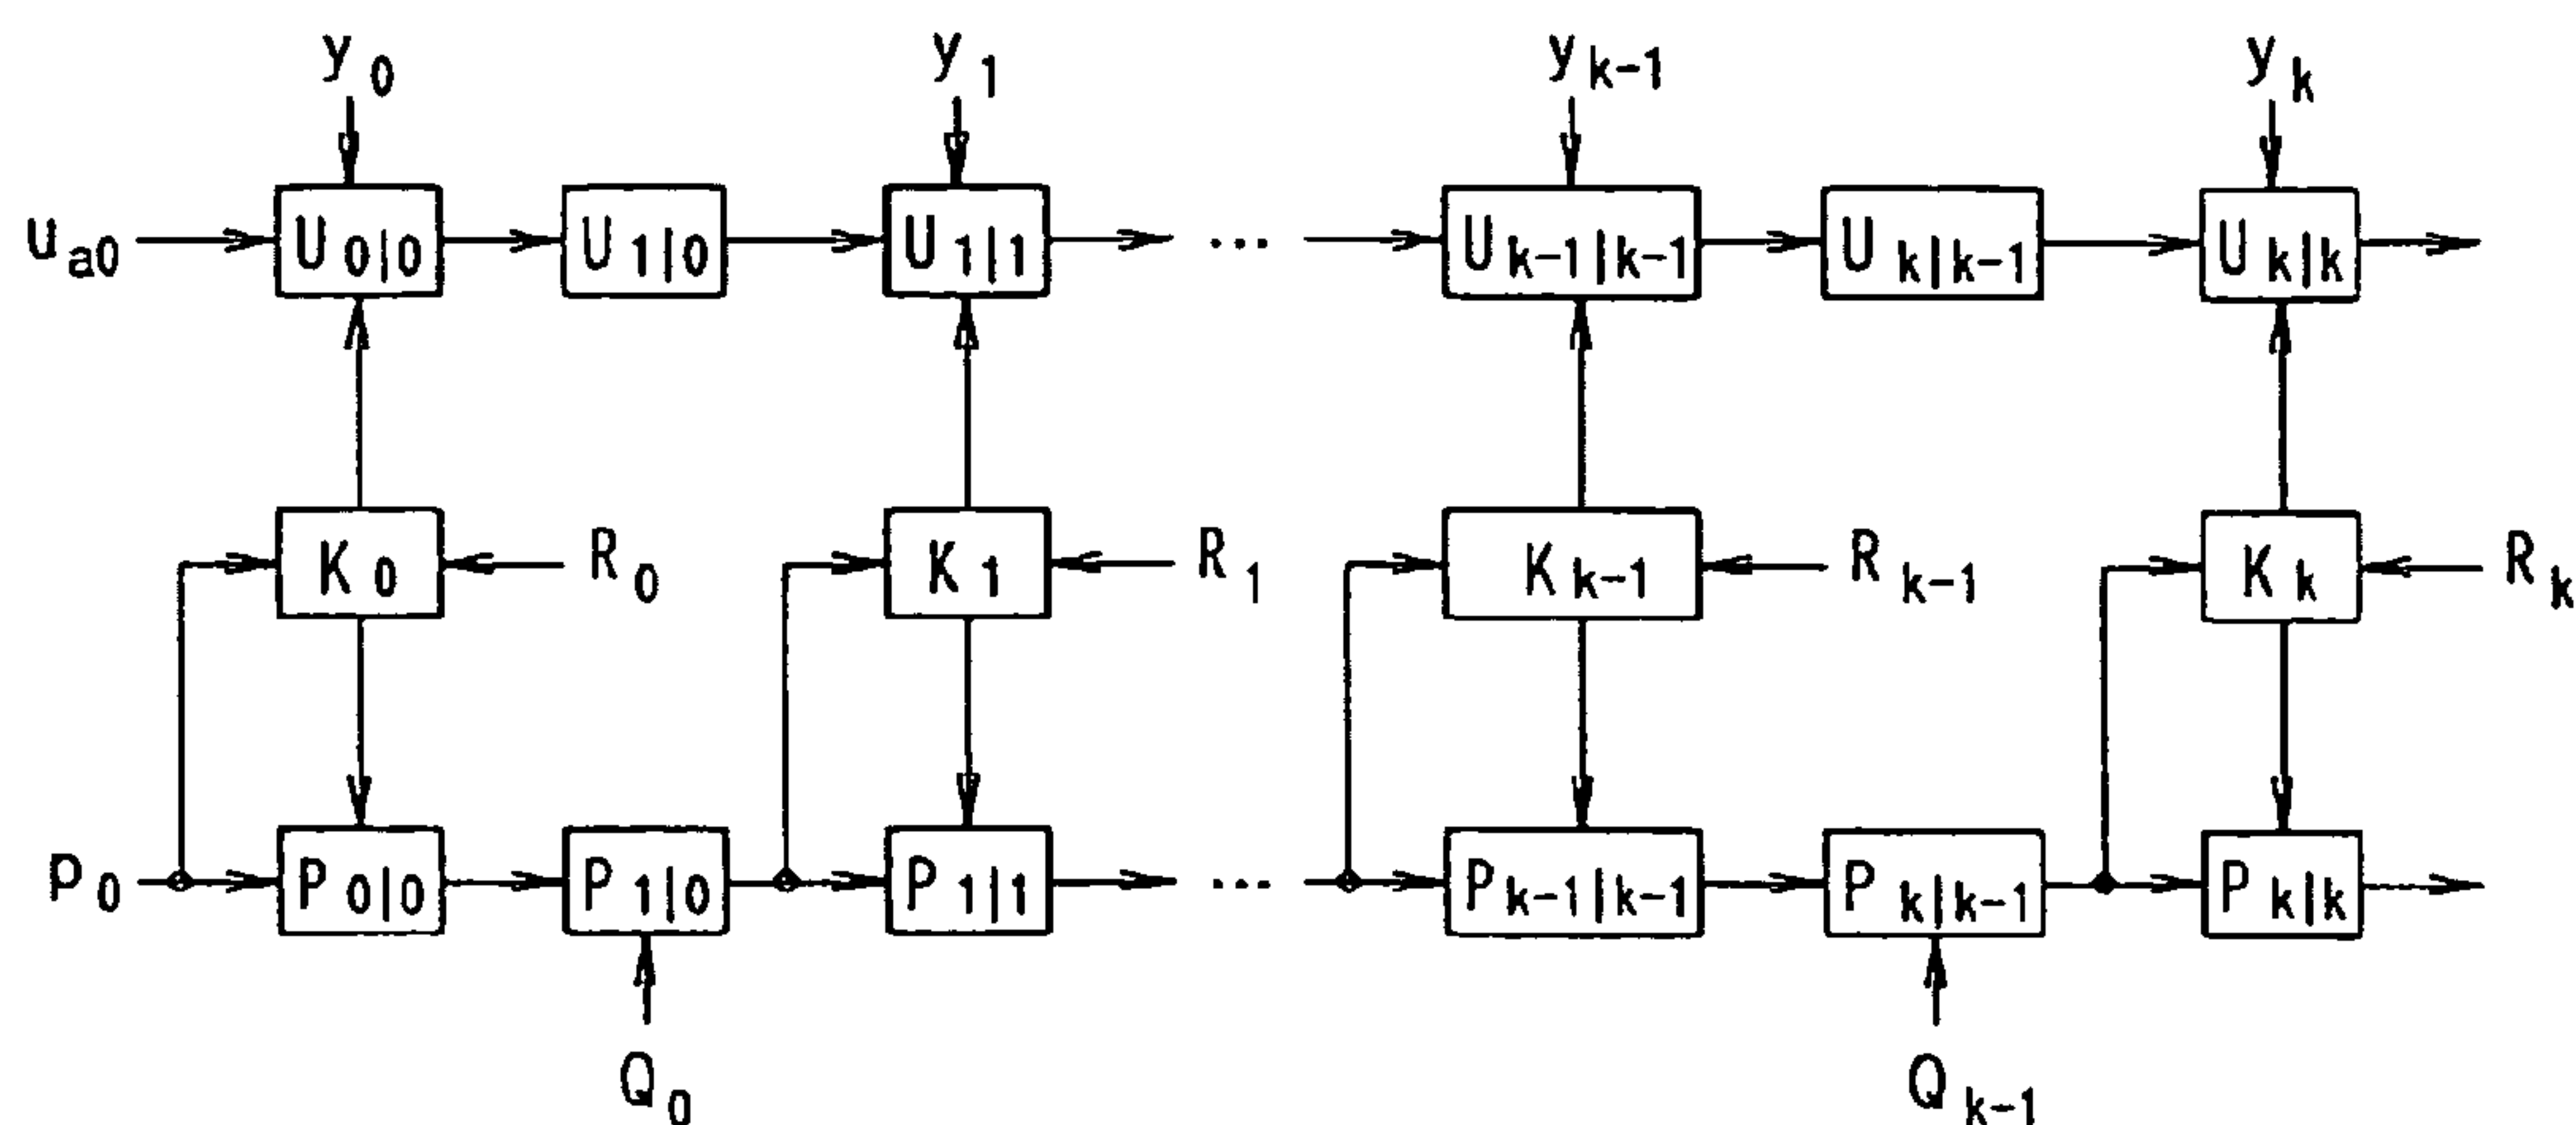 y₀ y₁ yₖ₋₁ yₖ
uₐ₀ U₀|₀ U₁|₀ U₁|₁ ... Uₖ₋₁|ₖ₋₁ Uₖ|ₖ₋₁ Uₖ|ₖ
K₀ R₀ K₁ R₁ Kₖ₋₁ Rₖ₋₁ Kₖ Rₖ
p₀ P₀|₀ P₁|₀ P₁|₁ ... Pₖ₋₁|ₖ₋₁ Pₖ|ₖ₋₁ Pₖ|ₖ
Q₀ Qₖ₋₁